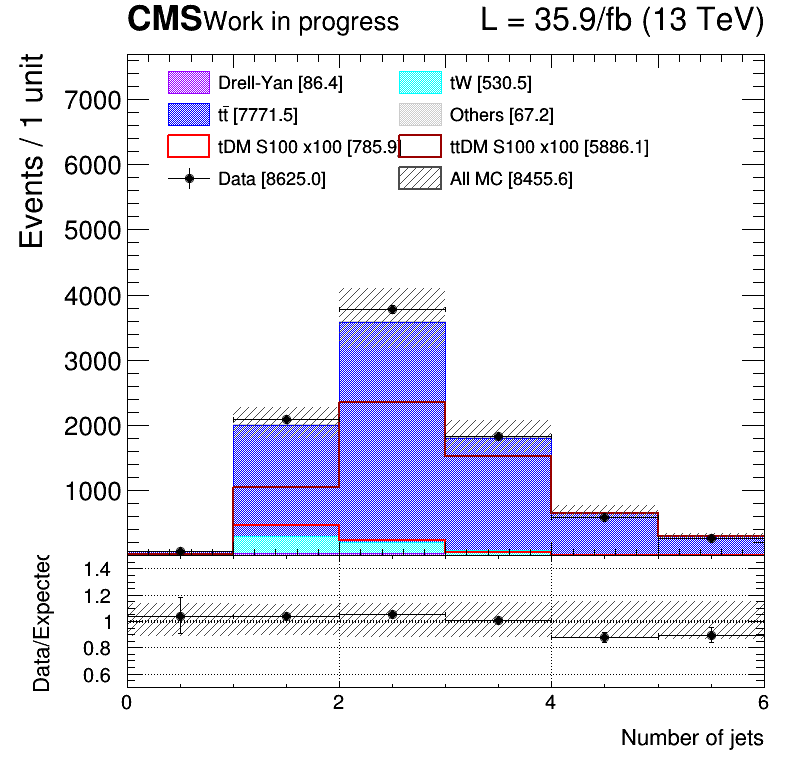 CMS Work in progress L = 35.9/fb (13 TeV)
Events / 1 unit
Drell-Yan [86.4] tW [530.5]
tt̄ [7771.5] Others [67.2]
tDM S100 x100 [785.9] ttDM S100 x100 [5886.1]
Data [8625.0] All MC [8455.6]
7000
6000
5000
4000
3000
2000
1000
Data/Expected
1.4
1.2
1
0.8
0.6
0 2 4 6
Number of jets